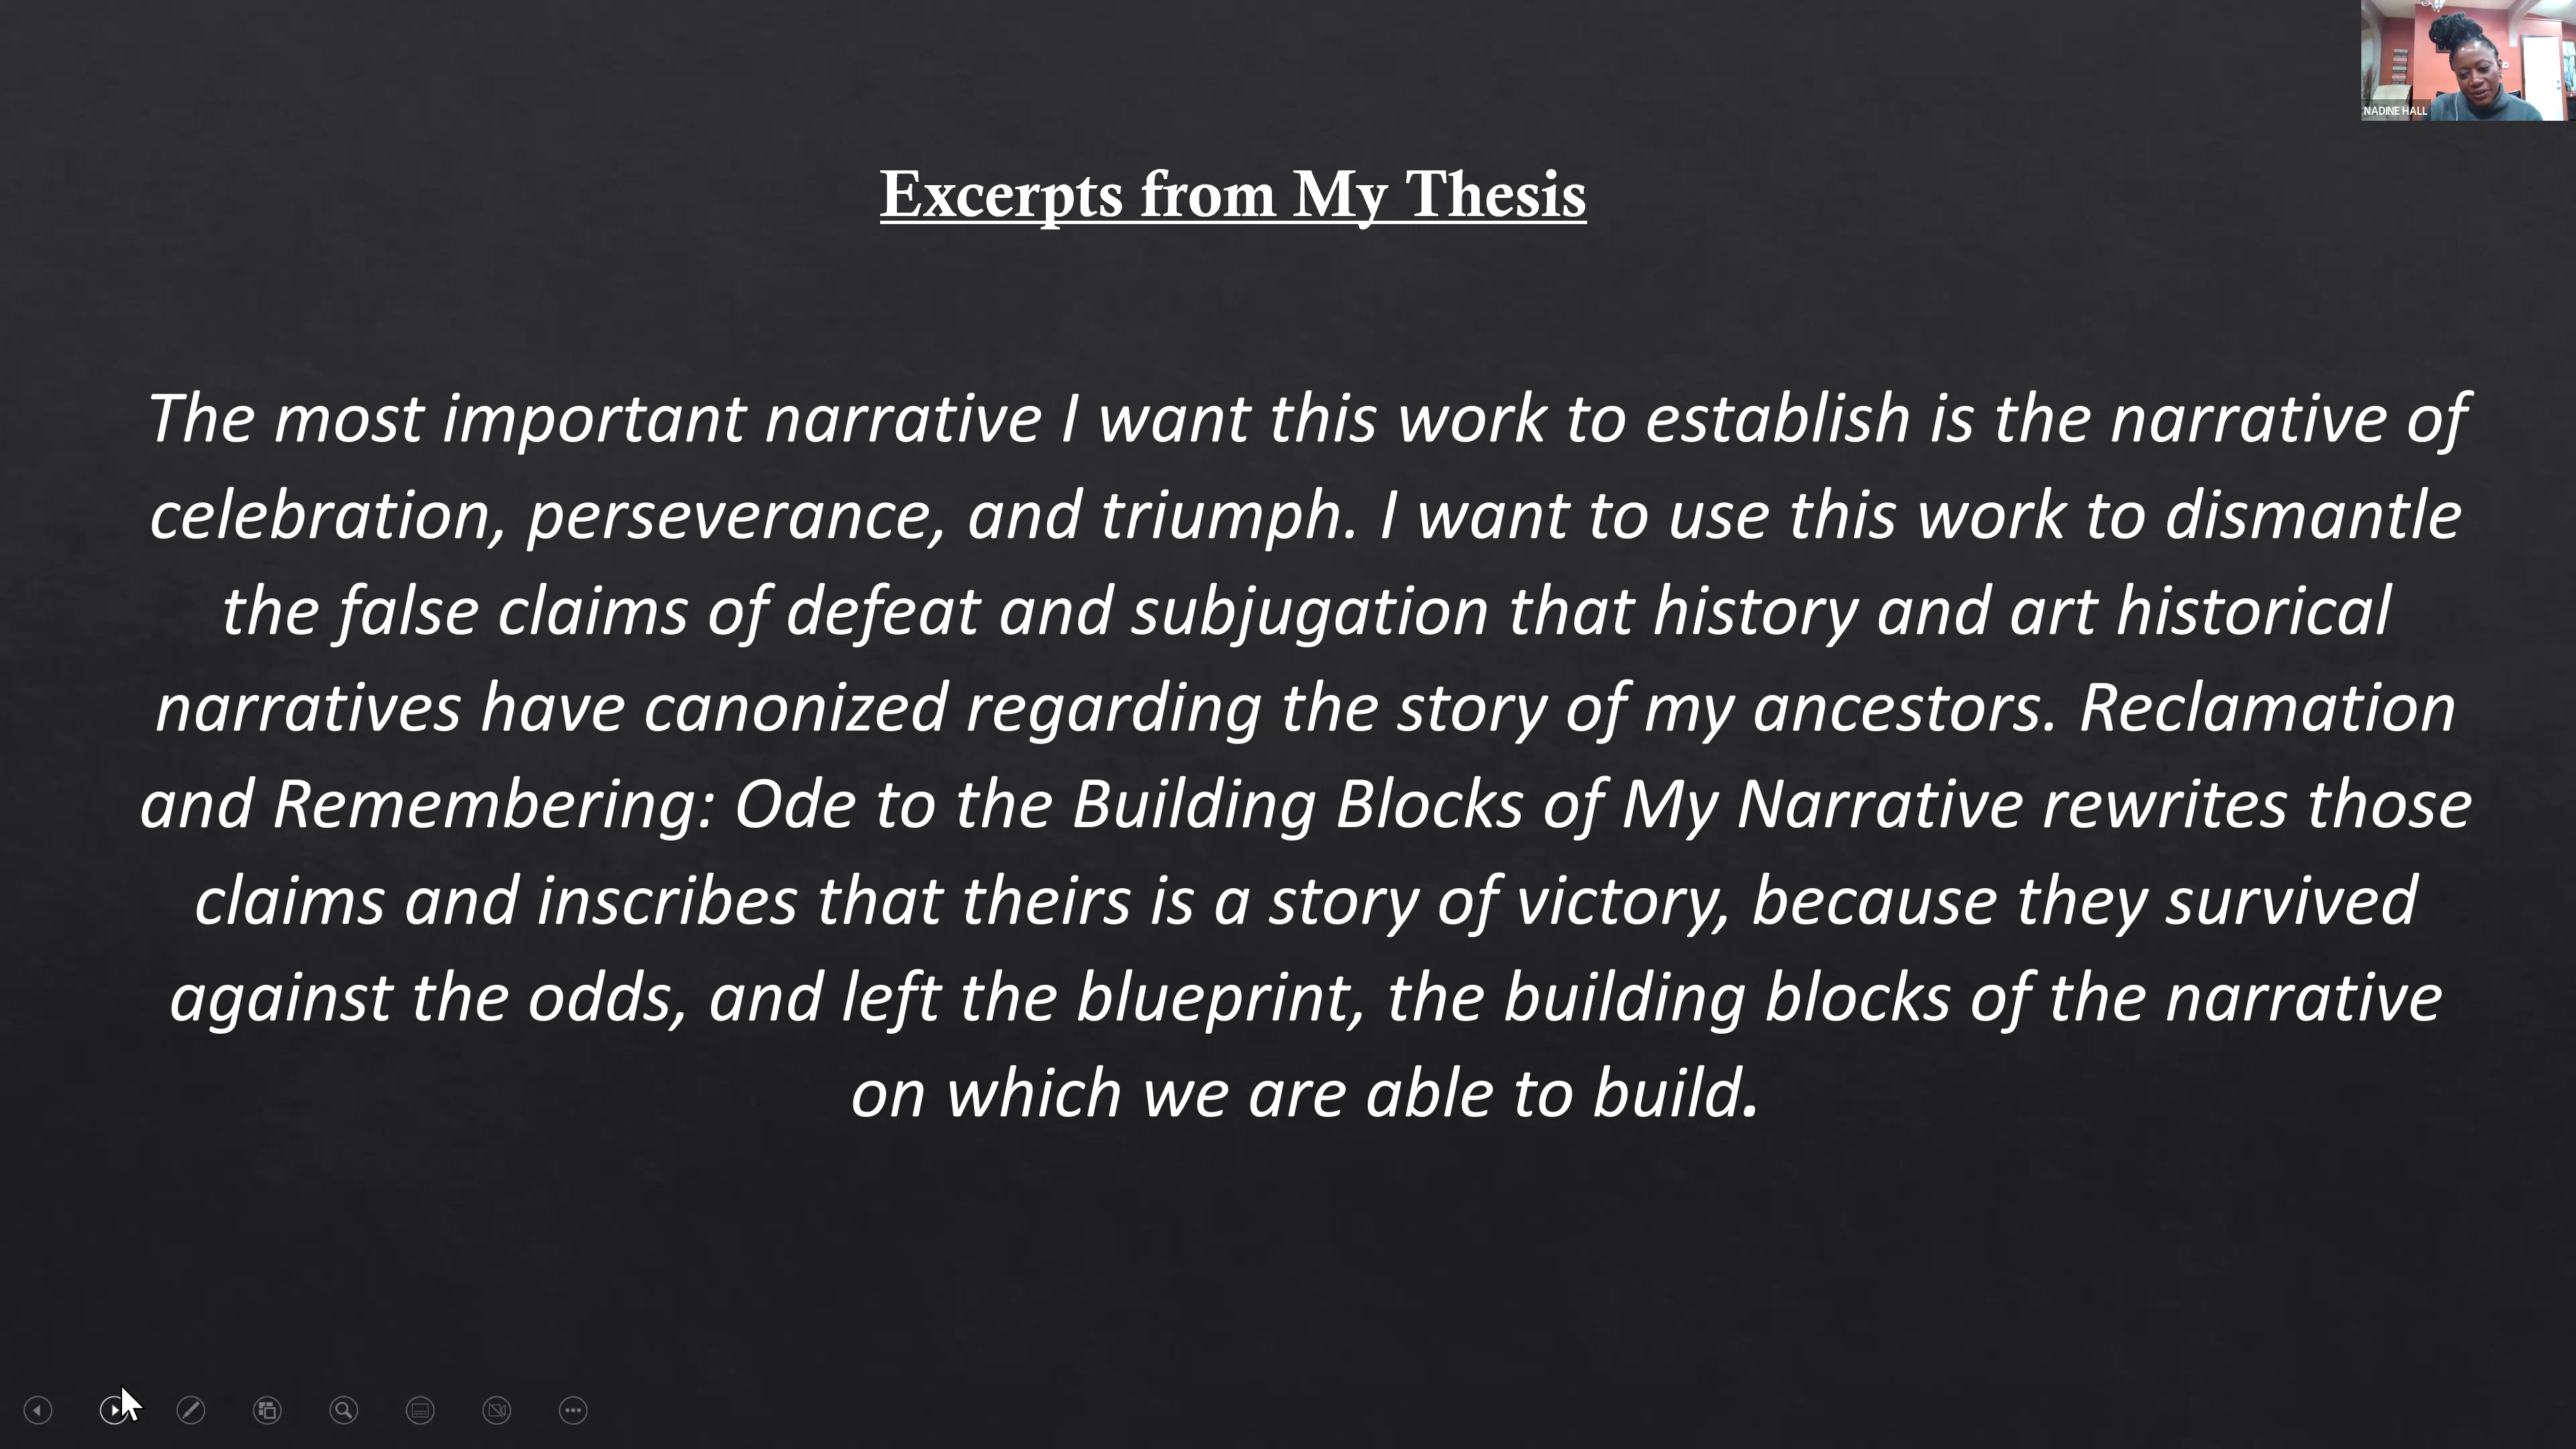 NADINE HALL
Excerpts from My Thesis
The most important narrative I want this work to establish is the narrative of
celebration, perseverance, and triumph. I want to use this work to dismantle
the false claims of defeat and subjugation that history and art historical
narratives have canonized regarding the story of my ancestors. Reclamation
and Remembering: Ode to the Building Blocks of My Narrative rewrites those
claims and inscribes that theirs is a story of victory, because they survived
against the odds, and left the blueprint, the building blocks of the narrative
on which we are able to build.